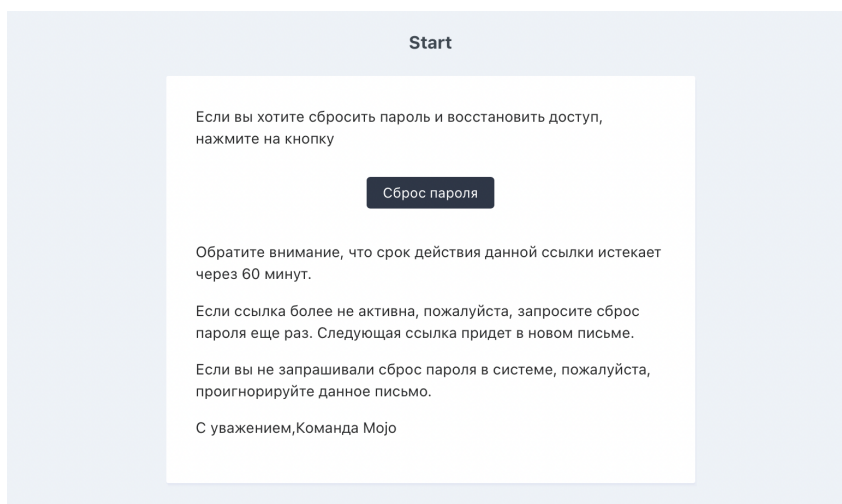 Start
Если вы хотите сбросить пароль и восстановить доступ,
нажмите на кнопку
Сброс пароля
Обратите внимание, что срок действия данной ссылки истекает
через 60 минут.
Если ссылка более не активна, пожалуйста, запросите сброс
пароля еще раз. Следующая ссылка придет в новом письме.
Если вы не запрашивали сброс пароля в системе, пожалуйста,
проигнорируйте данное письмо.
С уважением,Команда Mojo